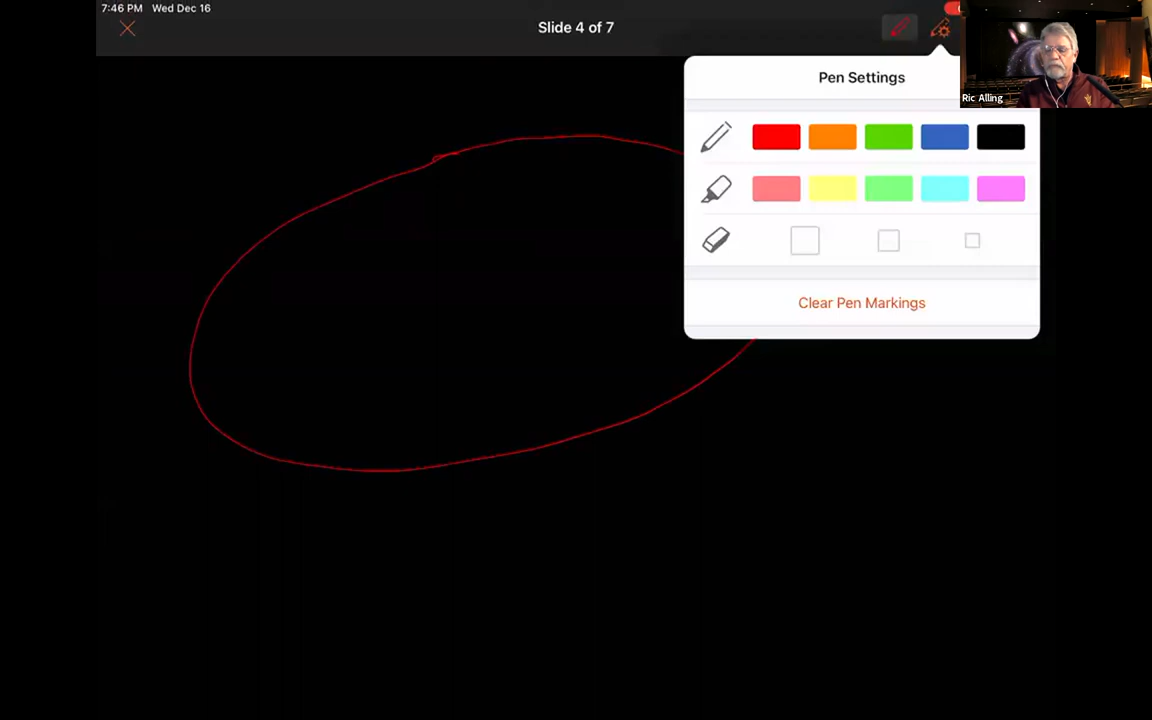 7:46 PM Wed Dec 16
Slide 4 of 7
Pen Settings
Ric Alling
Clear Pen Markings